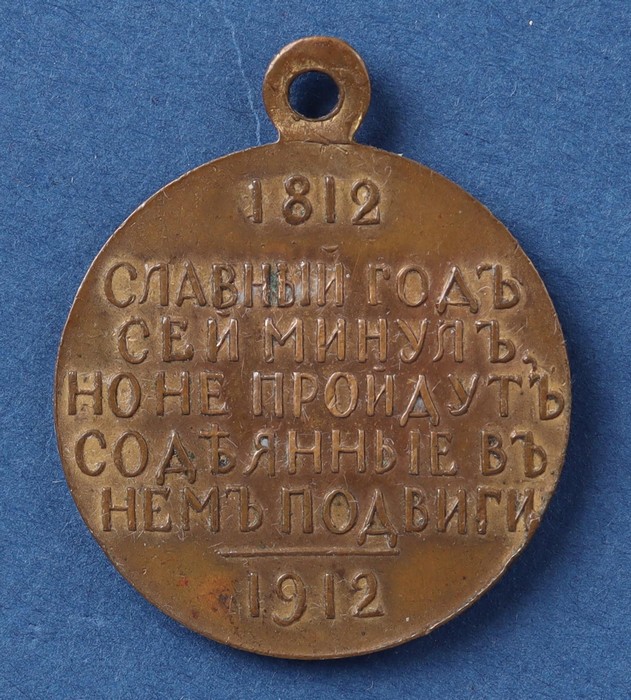 1812
СЛАВНЫЙ ГОДЪ
СЕЙ МИНУЛЪ,
НО НЕ ПРОЙДУТЪ
СОДѢЯННЫЕ ВЪ
НЕМЪ ПОДВИГИ
1912